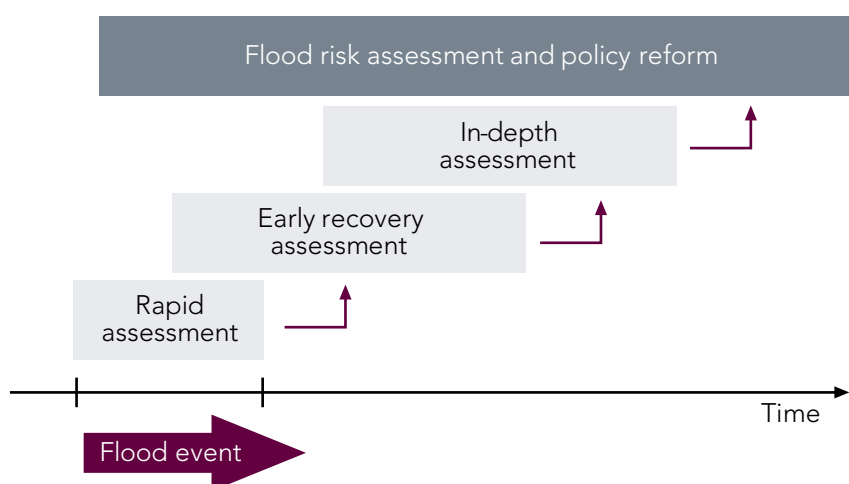 Flood risk assessment and policy reform
In-depth
assessment
Early recovery
assessment
Rapid
assessment
Time
Flood event